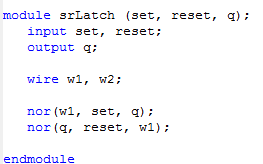 module srLatch (set, reset, q);
input set, reset;
output q;
wire w1, w2;
nor(w1, set, q);
nor(q, reset, w1);
endmodule